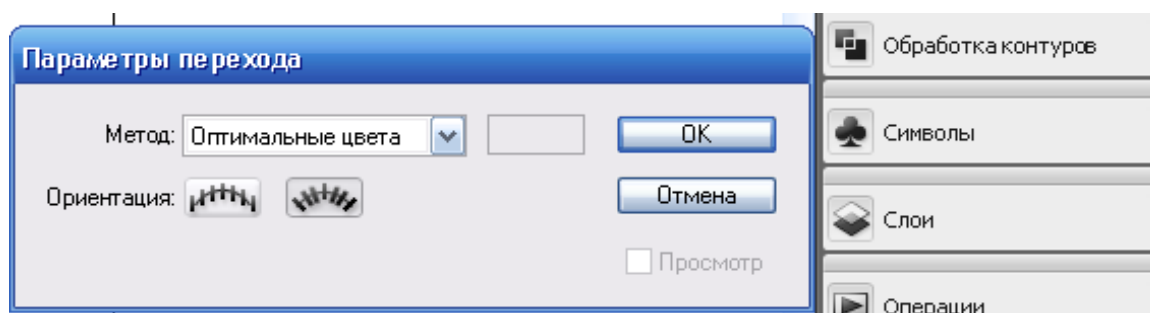 Параметры перехода
Метод: Оптимальные цвета
OK
Ориентация:
Отмена
Просмотр
Обработка контуров
Символы
Слои
Операции